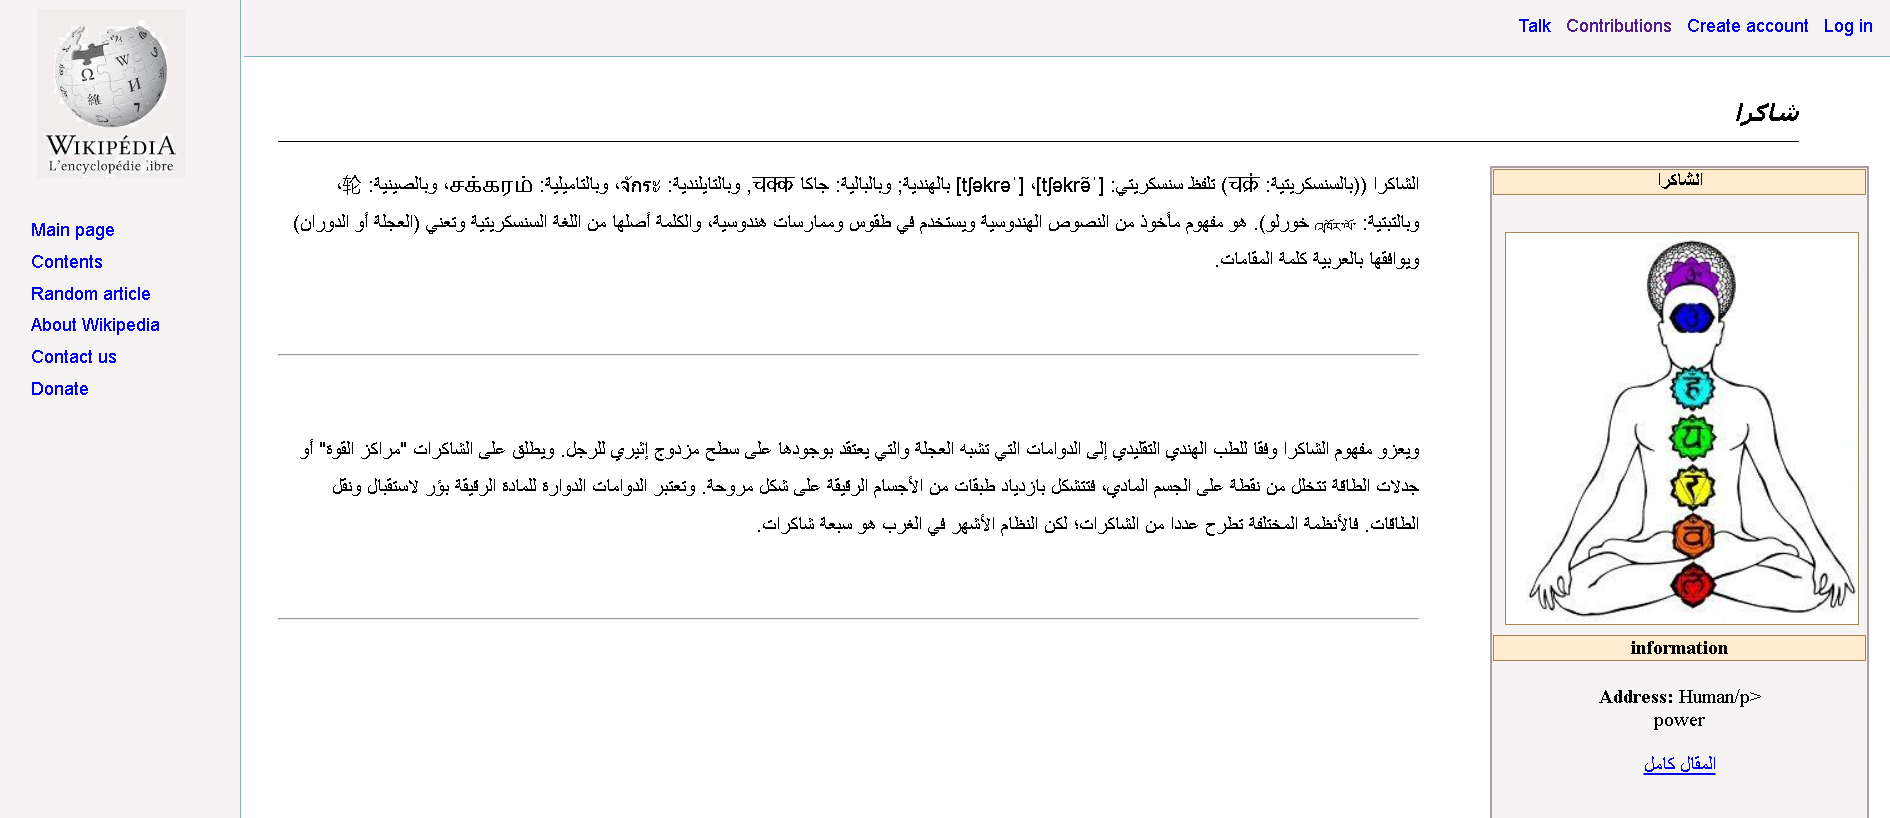 WIKIPÉDIA
L'encyclopédie libre
Main page
Contents
Random article
About Wikipedia
Contact us
Donate
Talk Contributions Create account Log in
شاكرا
الشاكرا ((بالسنسكريتية: चक्रं) تلفظ سنسكريتي: [ˈtʃəkrə̃]، [ˈtʃəkrə] بالهندية; وبالبالية: جاكا चक्क, وبالتايلندية: จักระ، وبالتاميلية: சக்கரம், وبالصينية: 轮،
وبالتبتية: འཁོར་ལོ་ خورلو). هو مفهوم مأخوذ من النصوص الهندوسية ويستخدم في طقوس وممارسات هندوسية، والكلمة أصلها من اللغة السنسكريتية وتعني (العجلة أو الدوران)
ويوافقها بالعربية كلمة المقامات.
ويعزو مفهوم الشاكرا وفقا للطب الهندي التقليدي إلى الدوامات التي تشبه العجلة والتي يعتقد بوجودها على سطح مزدوج إثيري للرجل. ويطلق على الشاكرات "مراكز القوة" أو
جدلات الطاقة تتخلل من نقطة على الجسم المادي، فتتشكل بازدياد طبقات من الأجسام الرقيقة على شكل مروحة. وتعتبر الدوامات الدوارة للمادة الرقيقة بؤر لاستقبال ونقل
الطاقات. فالأنظمة المختلفة تطرح عددا من الشاكرات؛ لكن النظام الأشهر في الغرب هو سبعة شاكرات.
الشاكرا
information
Address: Human/p>
power
المقال كامل